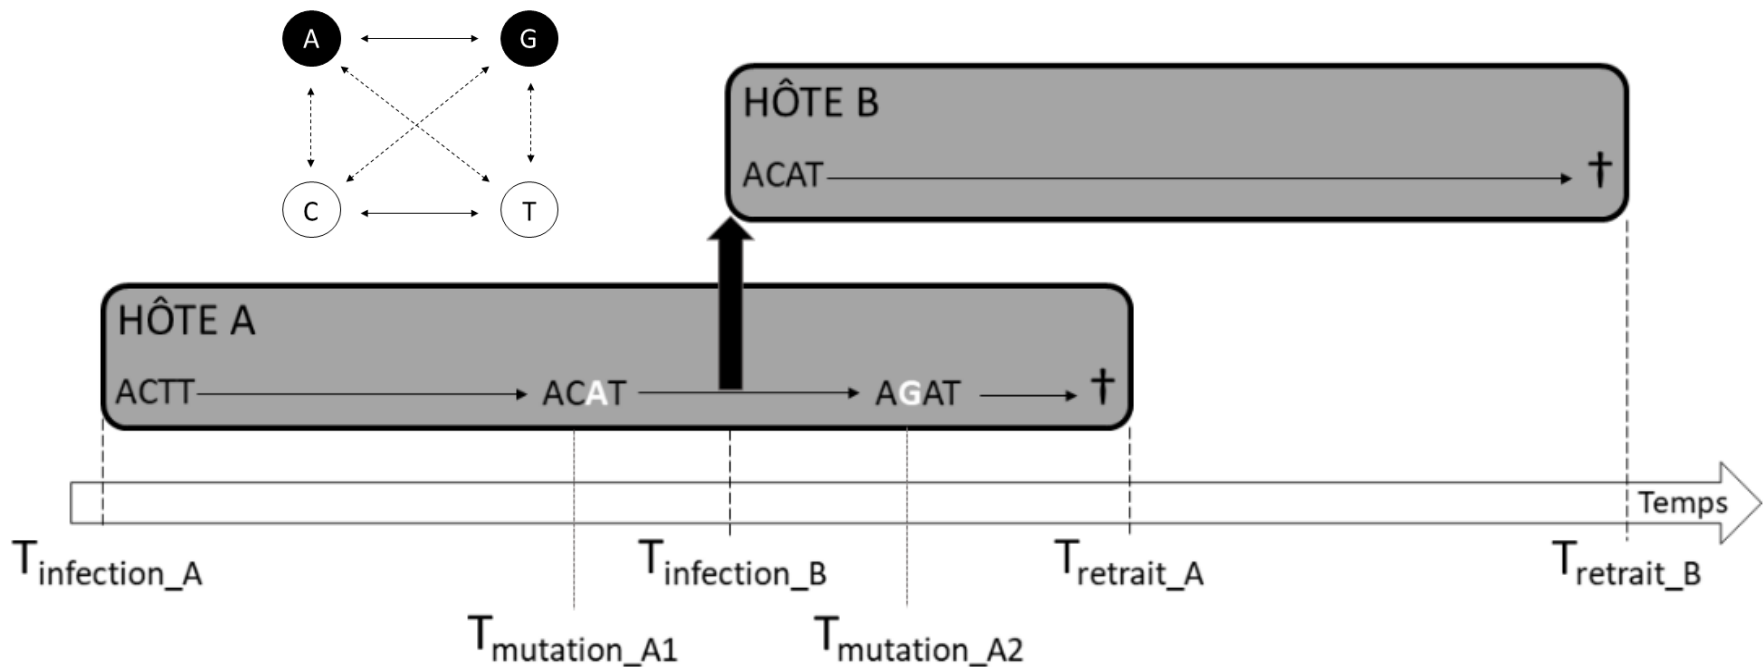 A G
C T
HÔTE B
ACAT †
HÔTE A
ACTT ACAT AGAT †
Temps
Tinfection_A Tinfection_B Tretrait_A Tretrait_B
Tmutation_A1 Tmutation_A2